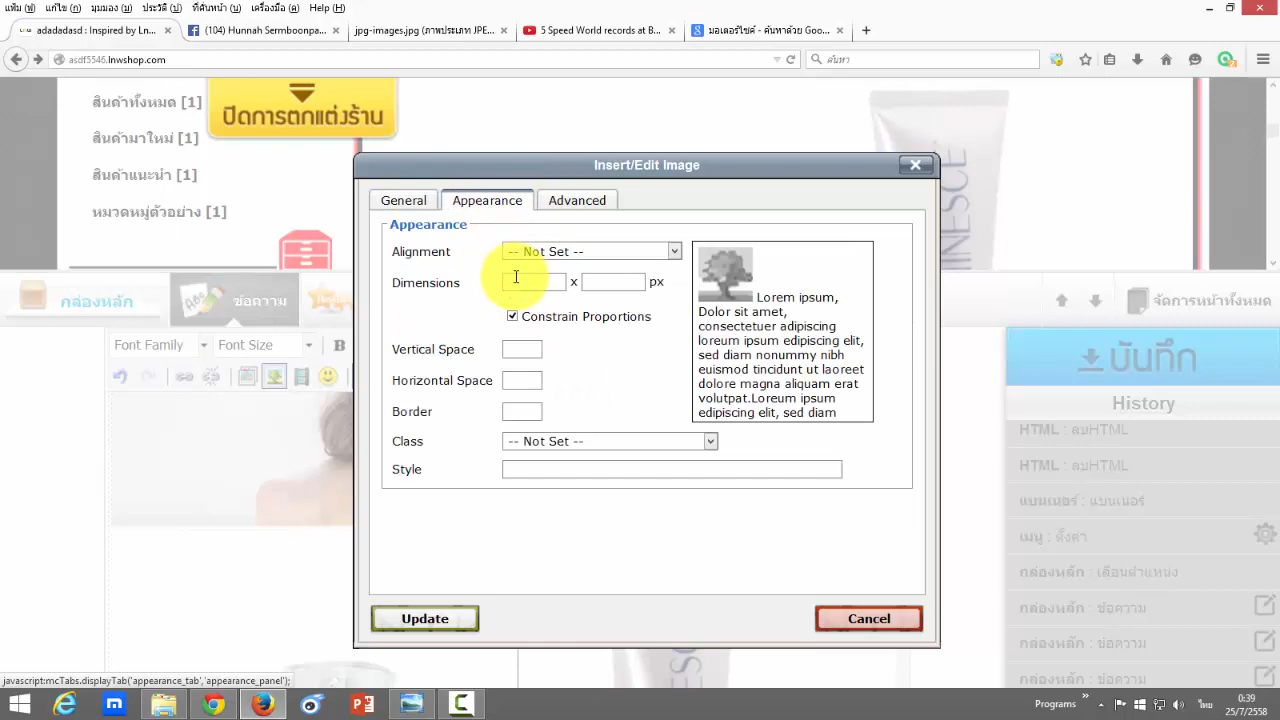 แฟ้ม (ฟ) แก้ไข (ก) มุมมอง (ม) ประวัติ (ป) ที่คั่นหน้า (ค) เครื่องมือ (ค) Help (H)
adadadasd : Inspired by Ln...
(104) Hunnah Sermboonpa...
jpg-images.jpg (ภาพประเภท JPE...
5 Speed World records at B...
มอเตอร์ไซค์ - ค้นหาด้วย Goo...
asdf5546.lnwshop.com
ค้นหา
สินค้าทั้งหมด [1]
ปิดการตกแต่งร้าน
สินค้ามาใหม่ [1]
สินค้าแนะนำ [1]
หมวดหมู่ตัวอย่าง [1]
Insert/Edit Image
General
Appearance
Advanced
Appearance
Alignment
-- Not Set --
Dimensions
x
px
Constrain Proportions
Vertical Space
Horizontal Space
Border
Class
-- Not Set --
Style
Lorem ipsum,
Dolor sit amet,
consectetuer adipiscing
loreum ipsum edipiscing elit,
sed diam nonummy nibh
euismod tincidunt ut laoreet
dolore magna aliquam erat
volutpat.Loreum ipsum
edipiscing elit, sed diam
Update
Cancel
กล่องหลัก
ข้อความ
จัดการหน้าทั้งหมด
Font Family
Font Size
B
บันทึก
History
HTML : ลบHTML
HTML : ลบHTML
แบนเนอร์ : แบนเนอร์
เมนู : ตั้งค่า
กล่องหลัก : เลื่อนตำแหน่ง
กล่องหลัก : ข้อความ
กล่องหลัก : ข้อความ
กล่องหลัก : ข้อความ
javascript:mcTabs.displayTab('appearance_tab','appearance_panel');
Programs
ไทย
0:39
25/7/2558